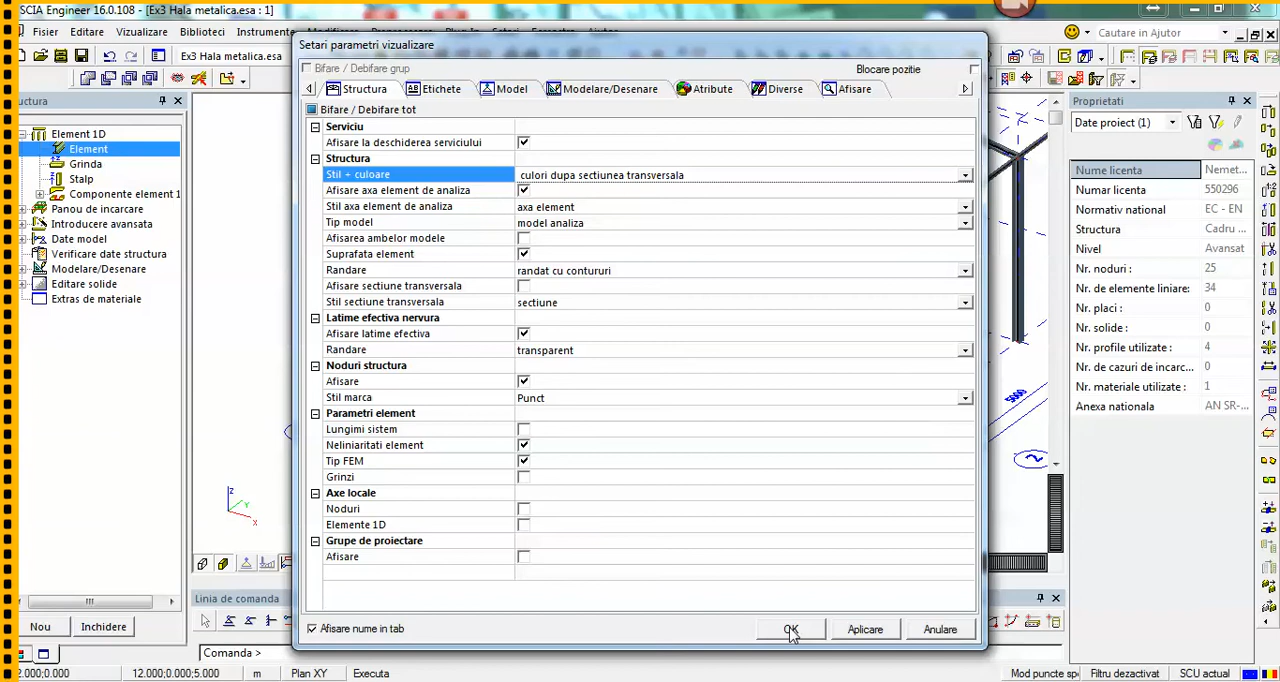 SCIA Engineer 16.0.108 - [Ex3 Hala metalica.esa : 1]
Fisier Editare Vizualizare Biblioteci Instrumente
Cautare in Ajutor
Ex3 Hala metalica.esa
Setari parametri vizualizare
Bifare / Debifare grup
Blocare pozitie
Structura
Model
Modelare/Desenare
Atribute
Diverse
Afisare
Bifare / Debifare tot
Serviciu
Afisare la deschiderea serviciului
Structura
Stil + culoare culori dupa sectiunea transversala
Afisare axa element de analiza
Stil axa element de analiza axa element
Tip model model analiza
Afisarea ambelor modele
Suprafata element
Randare randat cu contururi
Afisare sectiune transversala
Stil sectiune transversala sectiune
Latime efectiva nervura
Afisare latime efectiva
Randare transparent
Noduri structura
Afisare
Stil marca Punct
Parametri element
Lungimi sistem
Neliniaritati element
Tip FEM
Grinzi
Axe locale
Noduri
Elemente 1D
Grupe de proiectare
Afisare
Afisare nume in tab
OK Aplicare Anulare
Element 1D
Element
Grinda
Stalp
Componente element 1
Panou de incarcare
Introducere avansata
Date model
Verificare date structura
Modelare/Desenare
Editare solide
Extras de materiale
Nou Inchidere
Z
Y
X
5000
Proprietati
Date proiect (1)
Nume licenta Nemet...
Numar licenta 550296
Normativ national EC - EN
Structura Cadru ...
Nivel Avansat
Nr. noduri : 25
Nr. de elemente liniare: 34
Nr. placi : 0
Nr. solide : 0
Nr. profile utilizate : 4
Nr. de cazuri de incarc... 0
Nr. materiale utilizate : 1
Anexa nationala AN SR-...
Linia de comanda
Comanda >
12.000;0.000;5.000 m Plan XY Executa
Filtru dezactivat SCU actual